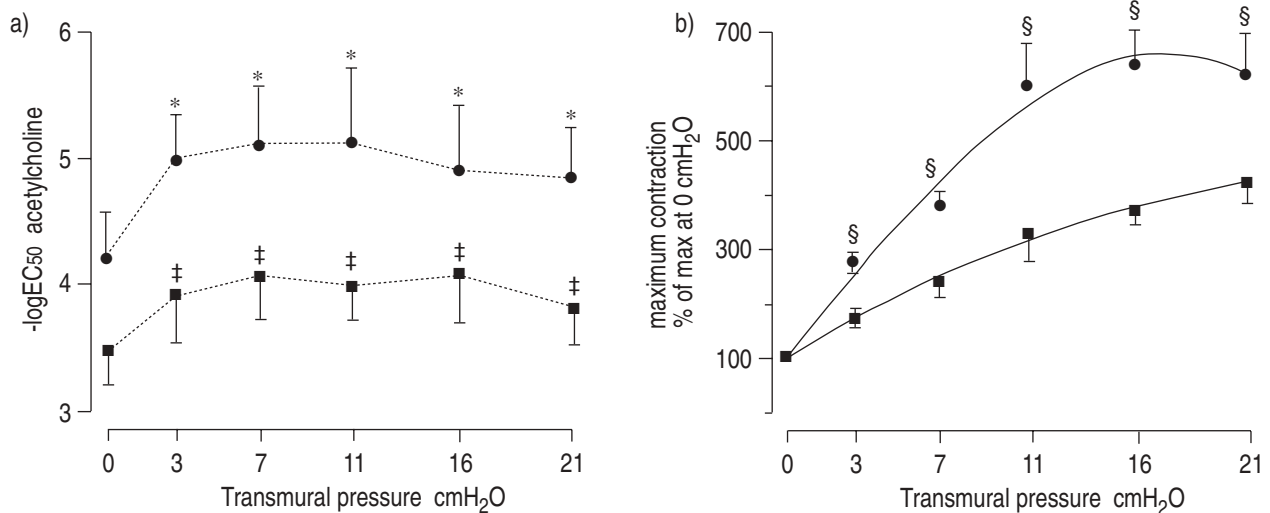 a)
-logEC₅₀ acetylcholine
6
5
4
3
* * * * *
‡ ‡ ‡ ‡ ‡
0 3 7 11 16 21
Transmural pressure cmH₂O
b)
maximum contraction
% of max at 0 cmH₂O
700
500
300
100
§ § § § § §
0 3 7 11 16 21
Transmural pressure cmH₂O